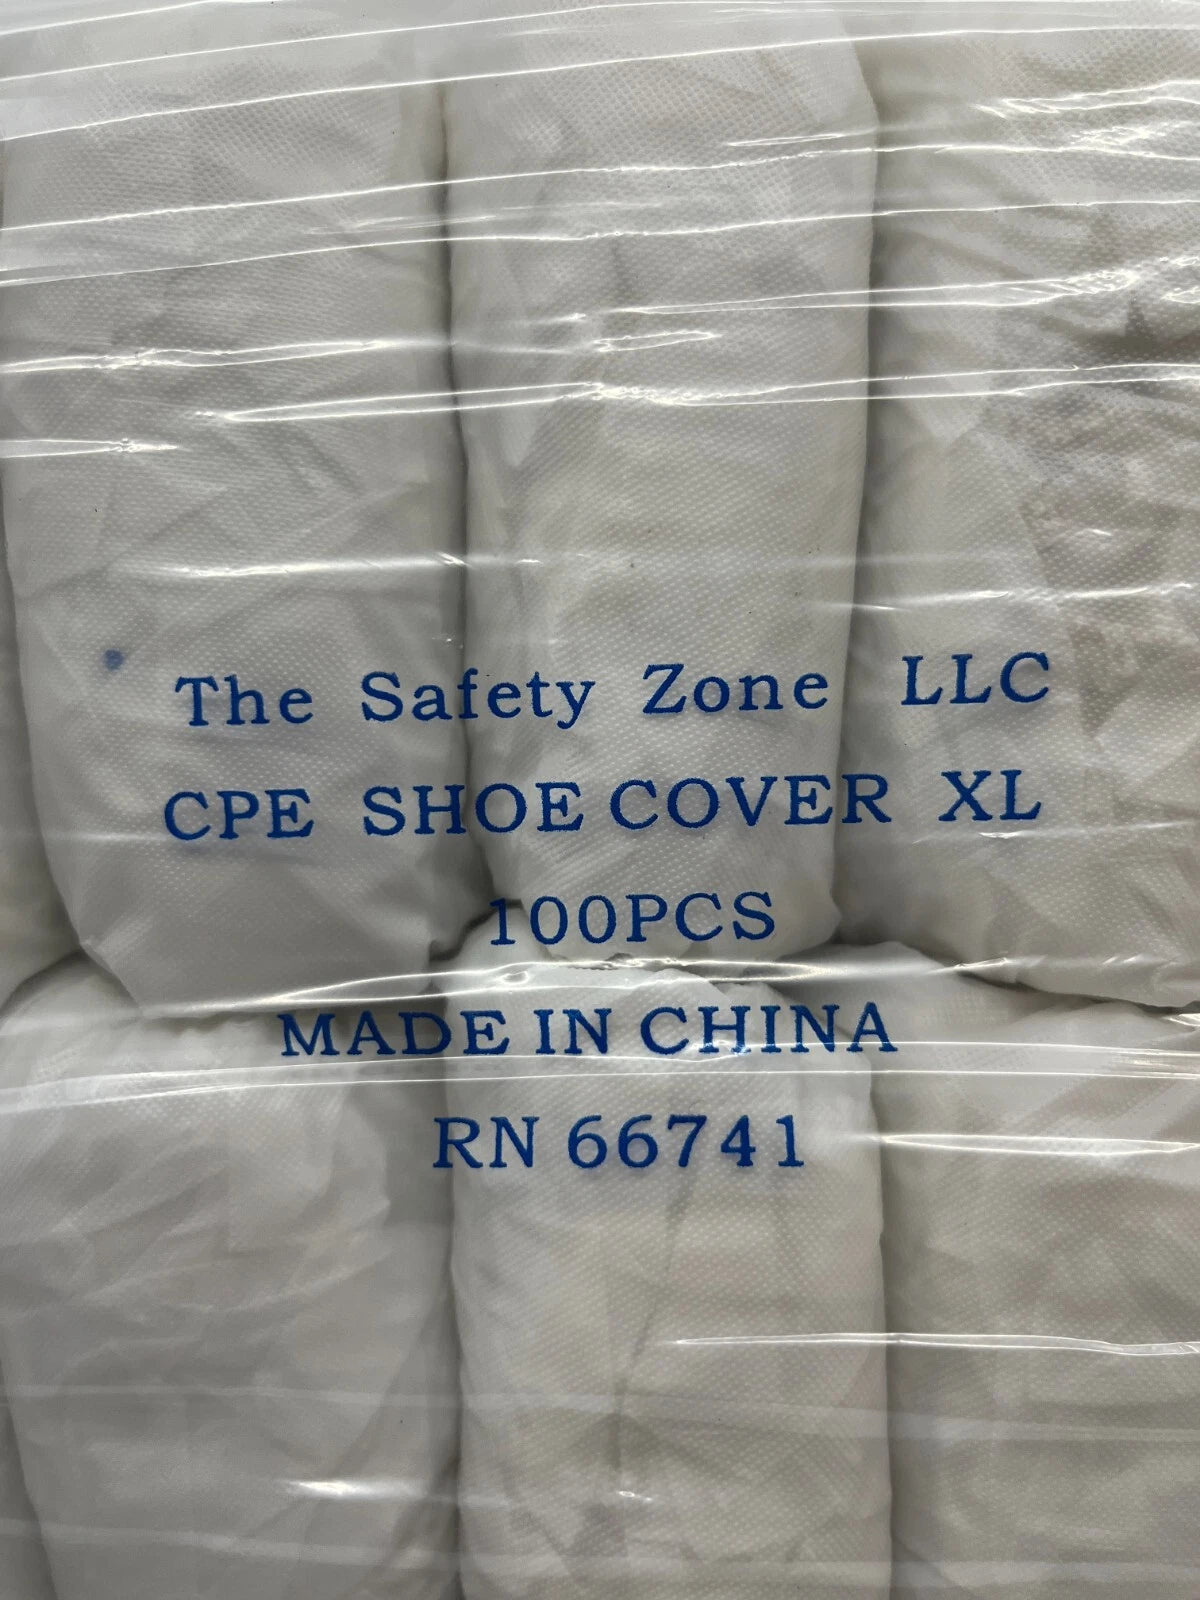 The Safety Zone LLC
CPE SHOE COVER XL
100PCS
MADE IN CHINA
RN 66741